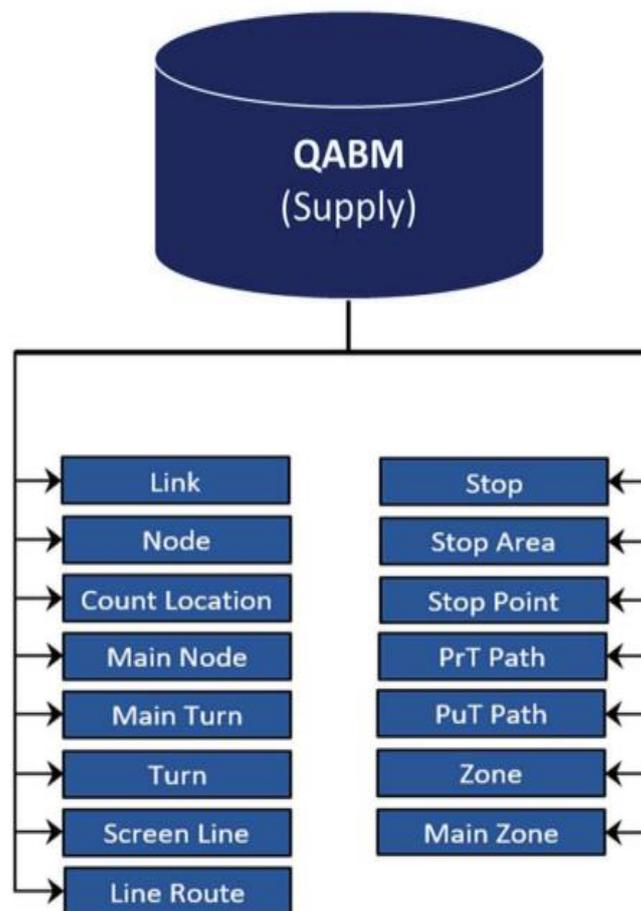 QABM
(Supply)
Link
Node
Count Location
Main Node
Main Turn
Turn
Screen Line
Line Route
Stop
Stop Area
Stop Point
PrT Path
PuT Path
Zone
Main Zone